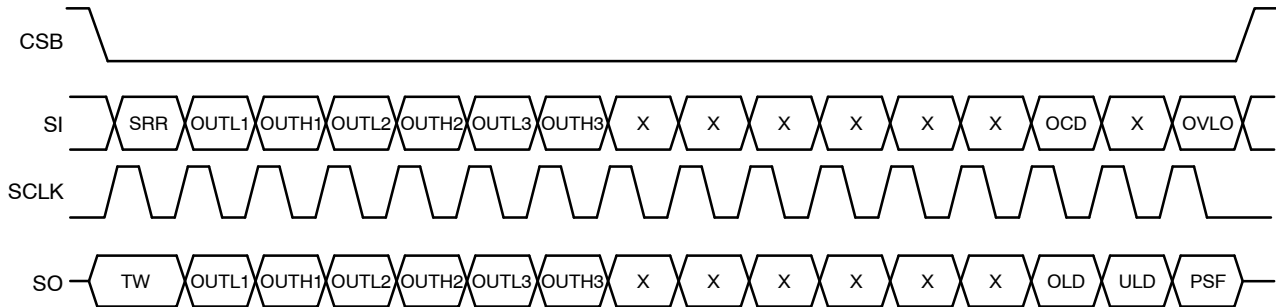 CSB
SI SRR OUTL1 OUTH1 OUTL2 OUTH2 OUTL3 OUTH3 X X X X X X OCD X OVLO
SCLK
SO TW OUTL1 OUTH1 OUTL2 OUTH2 OUTL3 OUTH3 X X X X X X OLD ULD PSF